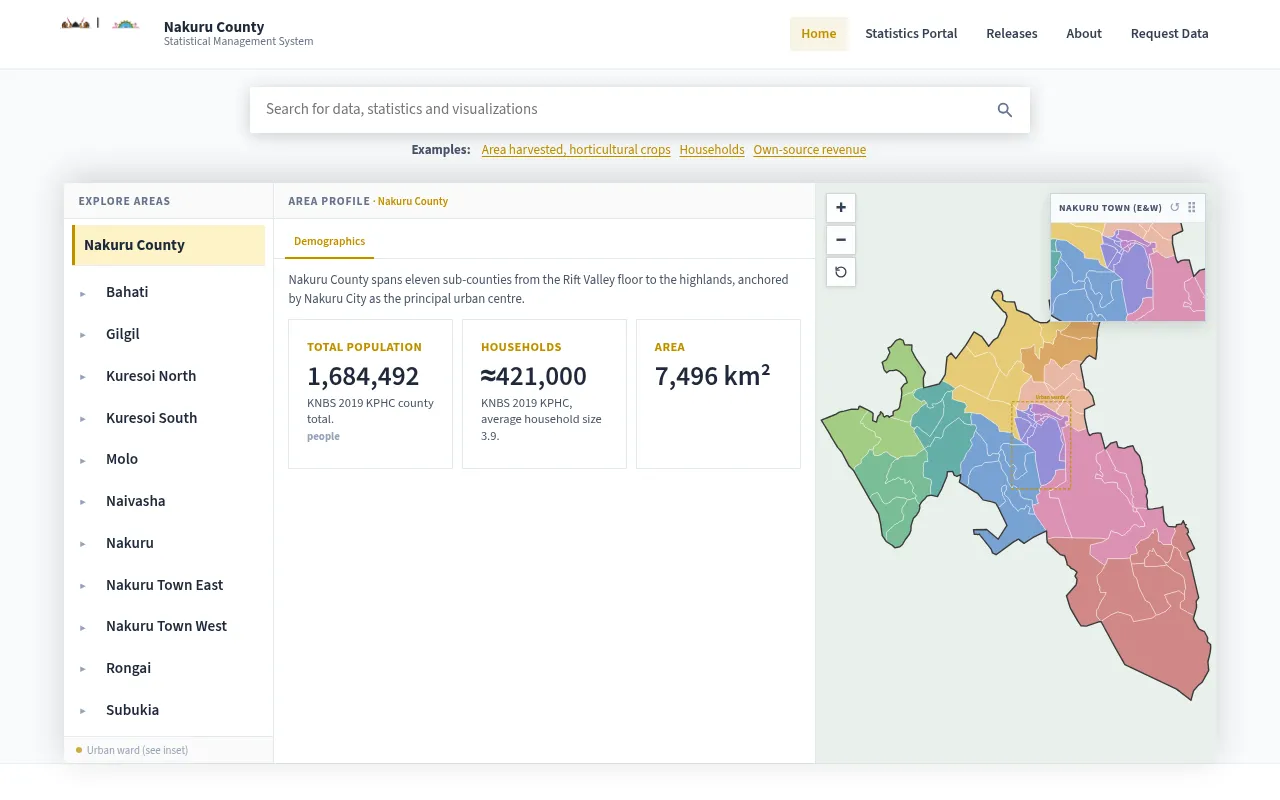 Nakuru County
Statistical Management System
Home
Statistics Portal
Releases
About
Request Data
Search for data, statistics and visualizations
Examples: Area harvested, horticultural crops Households Own-source revenue
EXPLORE AREAS
Nakuru County
Bahati
Gilgil
Kuresoi North
Kuresoi South
Molo
Naivasha
Nakuru
Nakuru Town East
Nakuru Town West
Rongai
Subukia
Urban ward (see inset)
AREA PROFILE · Nakuru County
Demographics
Nakuru County spans eleven sub-counties from the Rift Valley floor to the highlands, anchored
by Nakuru City as the principal urban centre.
TOTAL POPULATION
1,684,492
KNBS 2019 KPHC county
total.
people
HOUSEHOLDS
≈421,000
KNBS 2019 KPHC,
average household size
3.9.
AREA
7,496 km²
+
−
NAKURU TOWN (E&W)